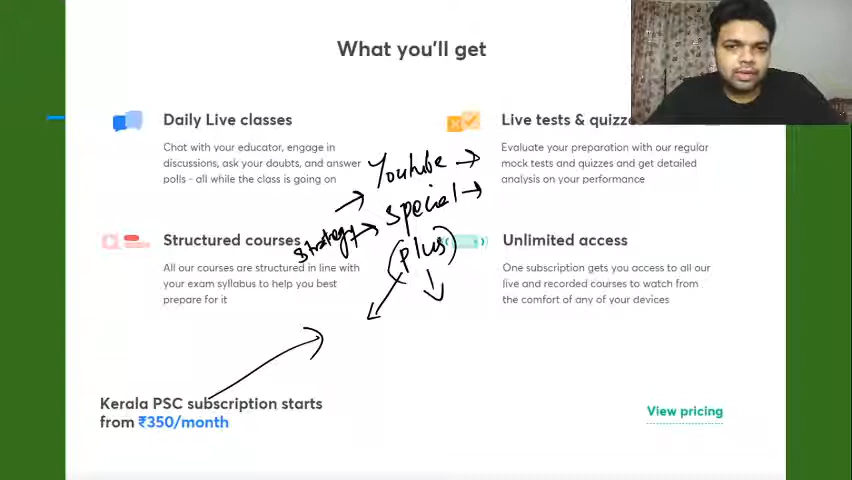 What you'll get
Daily Live classes
Chat with your educator, engage in
discussions, ask your doubts, and answer
polls - all while the class is going on
Live tests & quizze
Evaluate your preparation with our regular
mock tests and quizzes and get detailed
analysis on your performance
Youtube
special
strategy
(plus)
Structured courses
All our courses are structured in line with
your exam syllabus to help you best
prepare for it
Unlimited access
One subscription gets you access to all our
live and recorded courses to watch from
the comfort of any of your devices
Kerala PSC subscription starts
from ₹350/month
View pricing